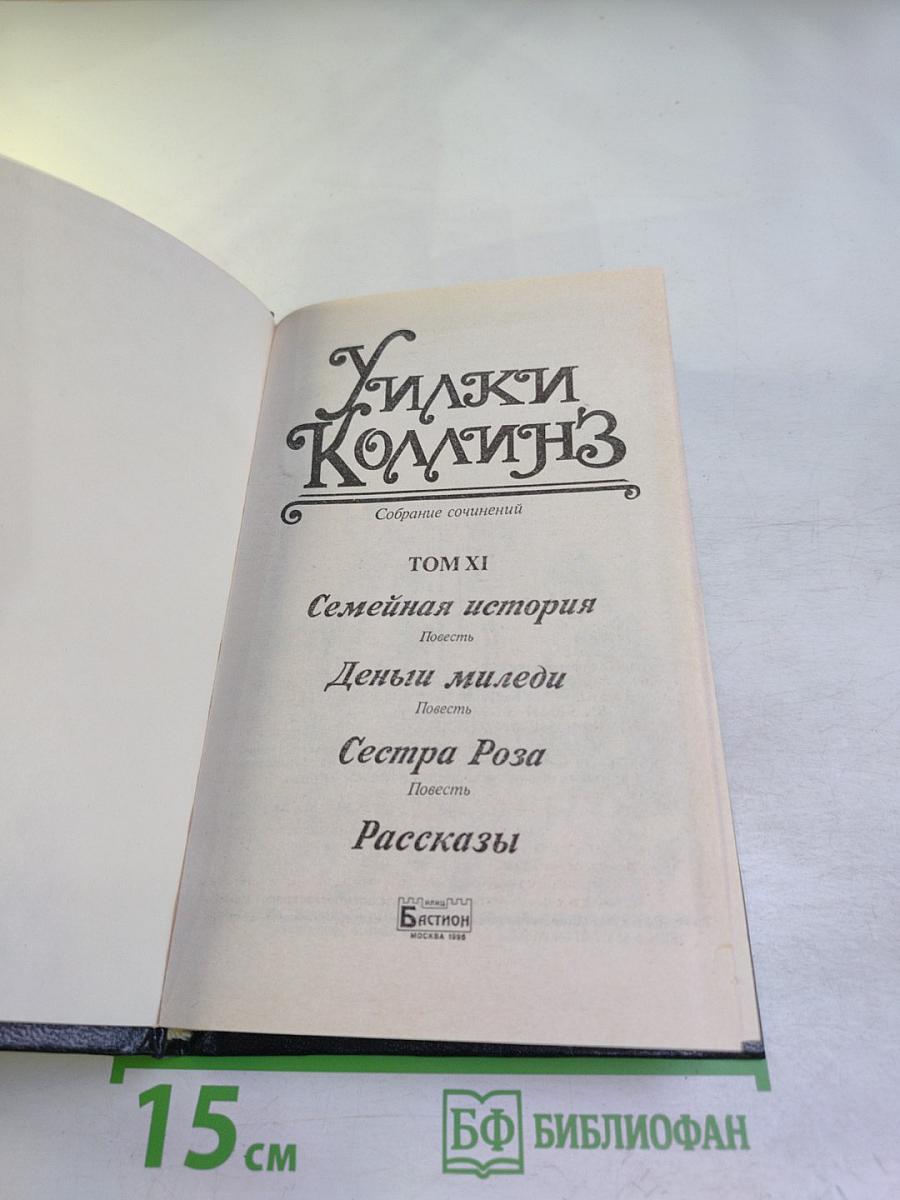 Уилки
Коллинз
Собрание сочинений
ТОМ XI
Семейная история
Повесть
Деньги миледи
Повесть
Сестра Роза
Повесть
Рассказы
БАСТИОН
МОСКВА 1996
15 см
БФ БИБЛИОФАН